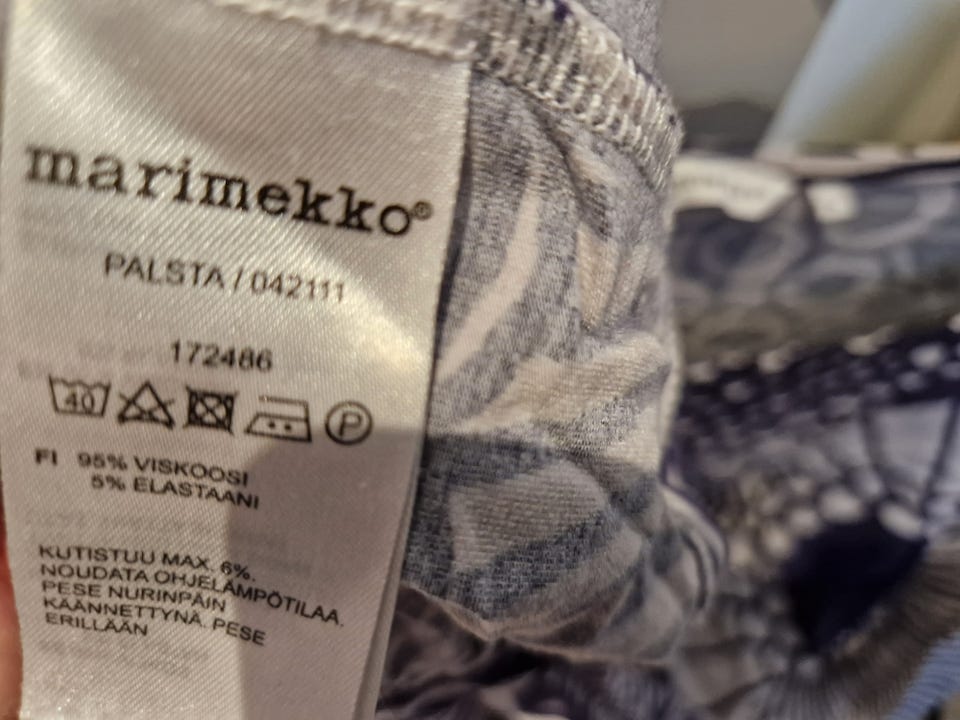 marimekko®
PALSTA / 042111
172486
40 P
FI 95% VISKOOSI
5% ELASTAANI
KUTISTUU MAX. 6%.
NOUDATA OHJELÄMPÖTILAA.
PESE NURINPÄIN
KÄÄNNETTYNÄ. PESE
ERILLÄÄN